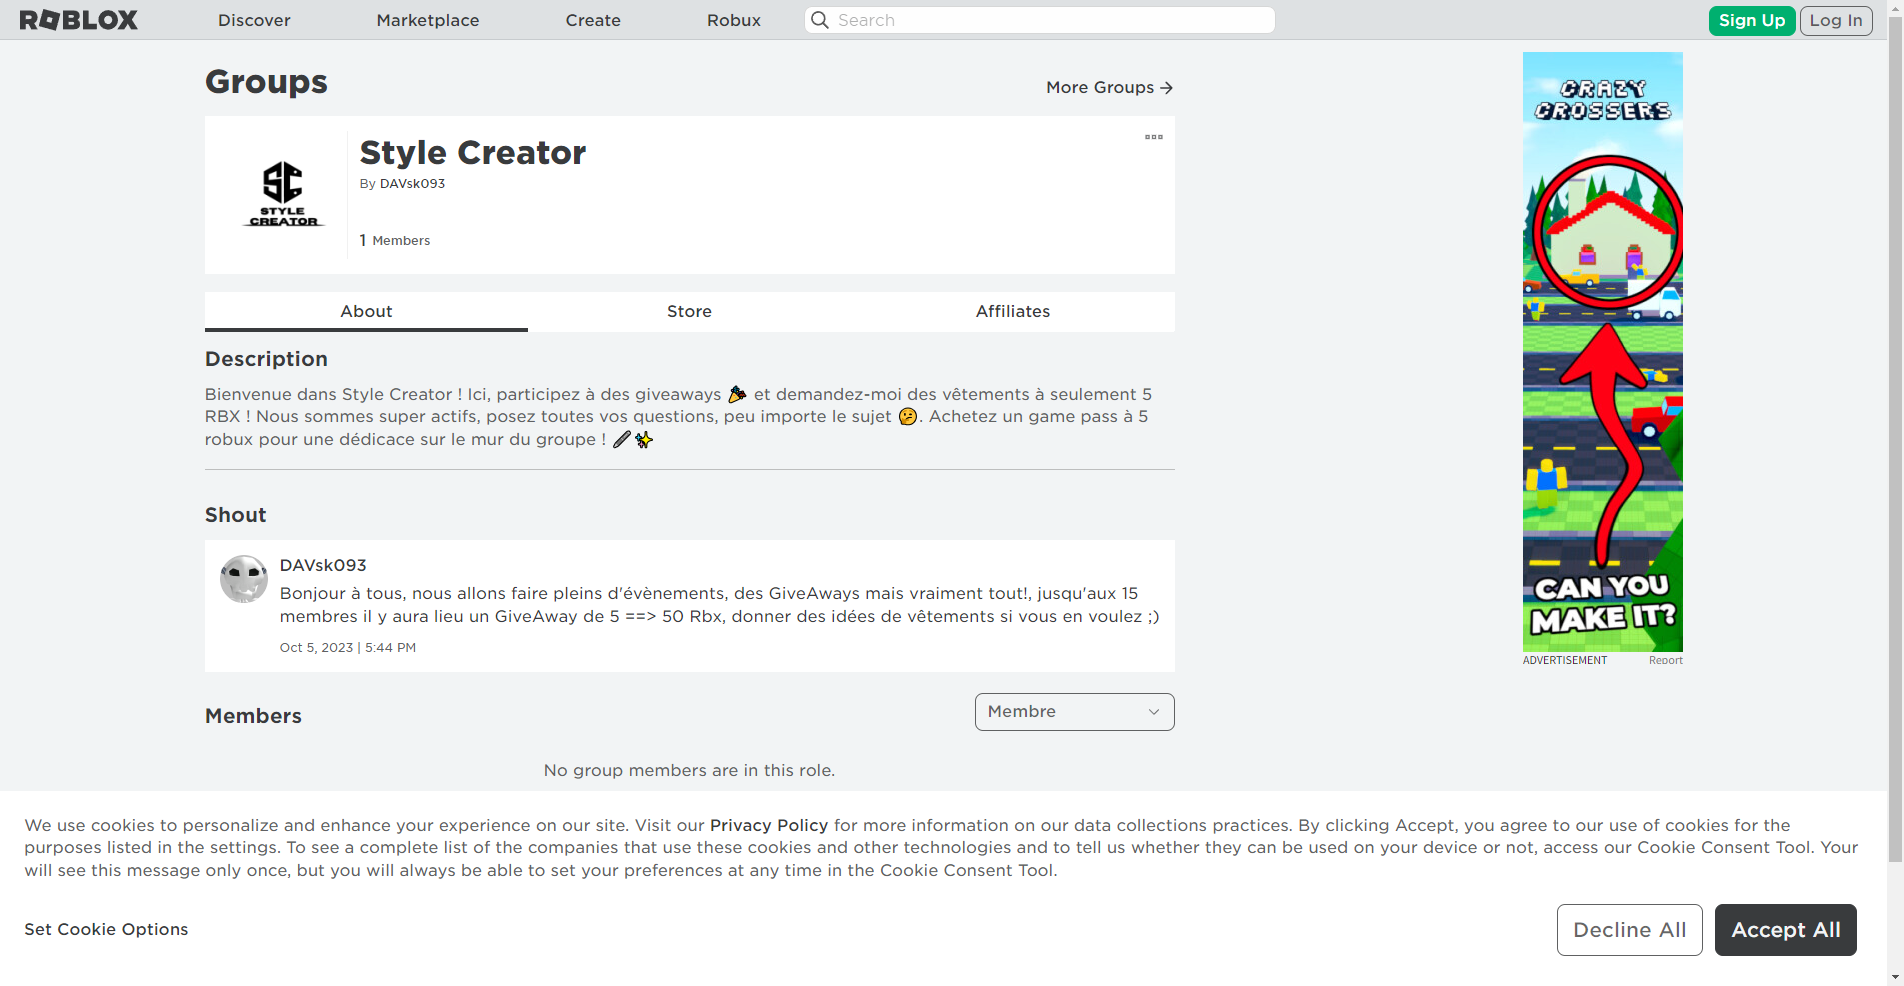 ROBLOX
Discover
Marketplace
Create
Robux
Search
Sign Up
Log In
Groups
More Groups
Style Creator
By DAVsk093
SC
STYLE
CREATOR
1 Members
About
Store
Affiliates
Description
Bienvenue dans Style Creator ! Ici, participez à des giveaways 🎉 et demandez-moi des vêtements à seulement 5
RBX ! Nous sommes super actifs, posez toutes vos questions, peu importe le sujet 🤔. Achetez un game pass à 5
robux pour une dédicace sur le mur du groupe ! 🖊✨
Shout
DAVsk093
Bonjour à tous, nous allons faire pleins d'évènements, des GiveAways mais vraiment tout!, jusqu'aux 15
membres il y aura lieu un GiveAway de 5 ==> 50 Rbx, donner des idées de vêtements si vous en voulez ;)
Oct 5, 2023 | 5:44 PM
Members
Membre
No group members are in this role.
CRAZY
CROSSERS
CAN YOU
MAKE IT?
ADVERTISEMENT
Report
We use cookies to personalize and enhance your experience on our site. Visit our Privacy Policy for more information on our data collections practices. By clicking Accept, you agree to our use of cookies for the
purposes listed in the settings. To see a complete list of the companies that use these cookies and other technologies and to tell us whether they can be used on your device or not, access our Cookie Consent Tool. Your
will see this message only once, but you will always be able to set your preferences at any time in the Cookie Consent Tool.
Set Cookie Options
Decline All
Accept All